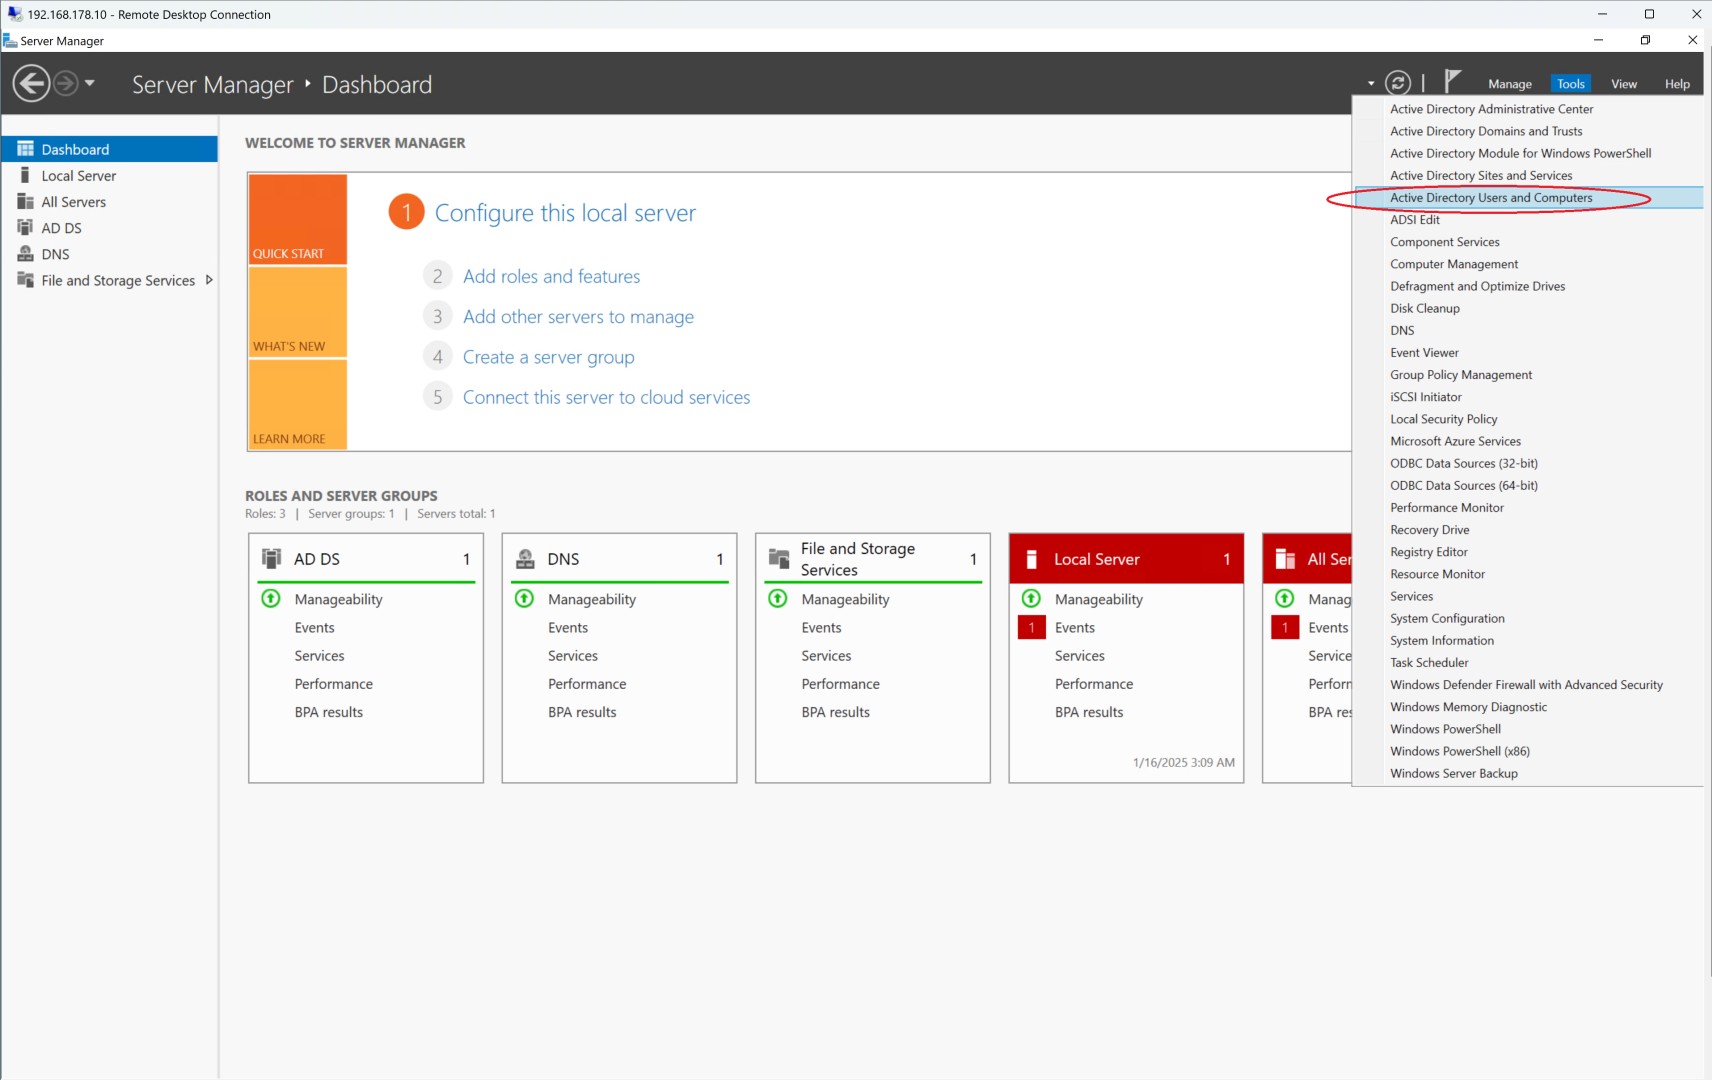 192.168.178.10 - Remote Desktop Connection
Server Manager
Server Manager ‣ Dashboard
Manage
Tools
View
Help
Dashboard
Local Server
All Servers
AD DS
DNS
File and Storage Services
WELCOME TO SERVER MANAGER
QUICK START
WHAT'S NEW
LEARN MORE
1 Configure this local server
2 Add roles and features
3 Add other servers to manage
4 Create a server group
5 Connect this server to cloud services
ROLES AND SERVER GROUPS
Roles: 3 | Server groups: 1 | Servers total: 1
AD DS 1
Manageability
Events
Services
Performance
BPA results
DNS 1
Manageability
Events
Services
Performance
BPA results
File and Storage
Services 1
Manageability
Events
Services
Performance
BPA results
Local Server 1
Manageability
1 Events
Services
Performance
BPA results
1/16/2025 3:09 AM
All Ser
Manag
1 Events
Service
Perforr
BPA res
Active Directory Administrative Center
Active Directory Domains and Trusts
Active Directory Module for Windows PowerShell
Active Directory Sites and Services
Active Directory Users and Computers
ADSI Edit
Component Services
Computer Management
Defragment and Optimize Drives
Disk Cleanup
DNS
Event Viewer
Group Policy Management
iSCSI Initiator
Local Security Policy
Microsoft Azure Services
ODBC Data Sources (32-bit)
ODBC Data Sources (64-bit)
Performance Monitor
Recovery Drive
Registry Editor
Resource Monitor
Services
System Configuration
System Information
Task Scheduler
Windows Defender Firewall with Advanced Security
Windows Memory Diagnostic
Windows PowerShell
Windows PowerShell (x86)
Windows Server Backup